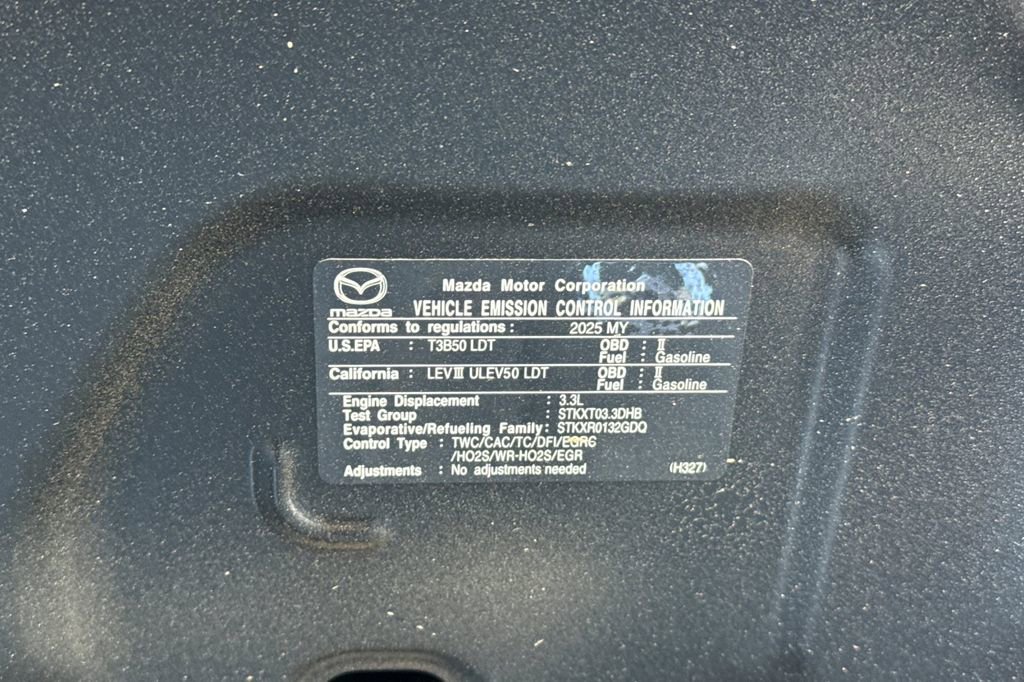 mazda
Mazda Motor Corporation
VEHICLE EMISSION CONTROL INFORMATION
Conforms to regulations : 2025 MY
U.S.EPA : T3B50 LDT OBD : II
Fuel : Gasoline
California : LEVIII ULEV50 LDT OBD : II
Fuel : Gasoline
Engine Displacement : 3.3L
Test Group : STKXT03.3DHB
Evaporative/Refueling Family: STKXR0132GDQ
Control Type : TWC/CAC/TC/DFI/EGRC
/HO2S/WR-HO2S/EGR
Adjustments : No adjustments needed (H327)